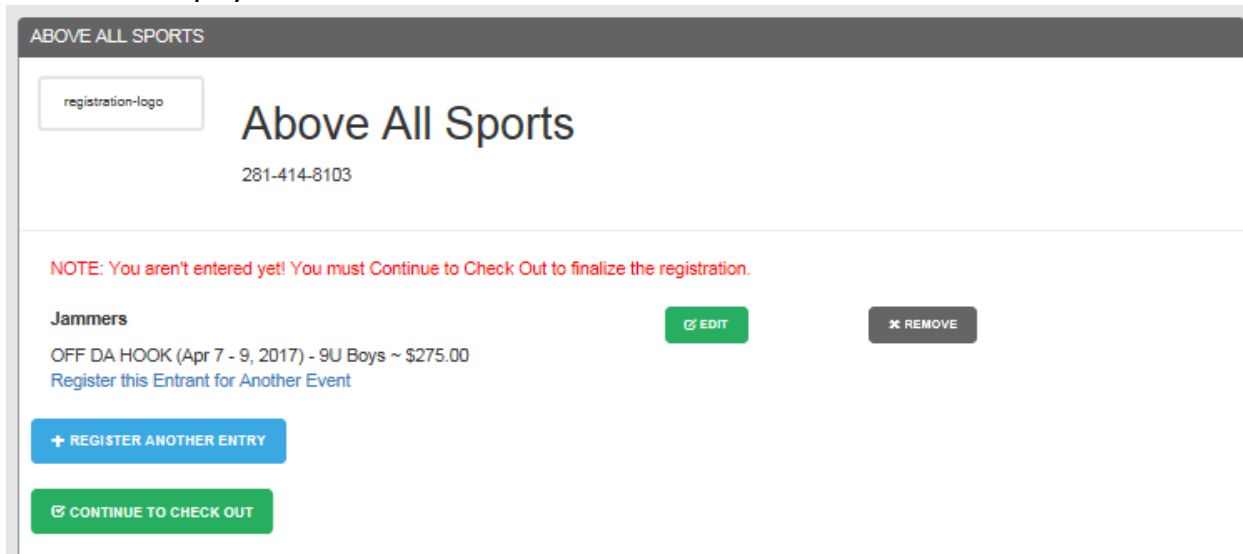 ABOVE ALL SPORTS
registration-logo
Above All Sports
281-414-8103
NOTE: You aren't entered yet! You must Continue to Check Out to finalize the registration.
Jammers
EDIT
REMOVE
OFF DA HOOK (Apr 7 - 9, 2017) - 9U Boys ~ $275.00
Register this Entrant for Another Event
+ REGISTER ANOTHER ENTRY
CONTINUE TO CHECK OUT